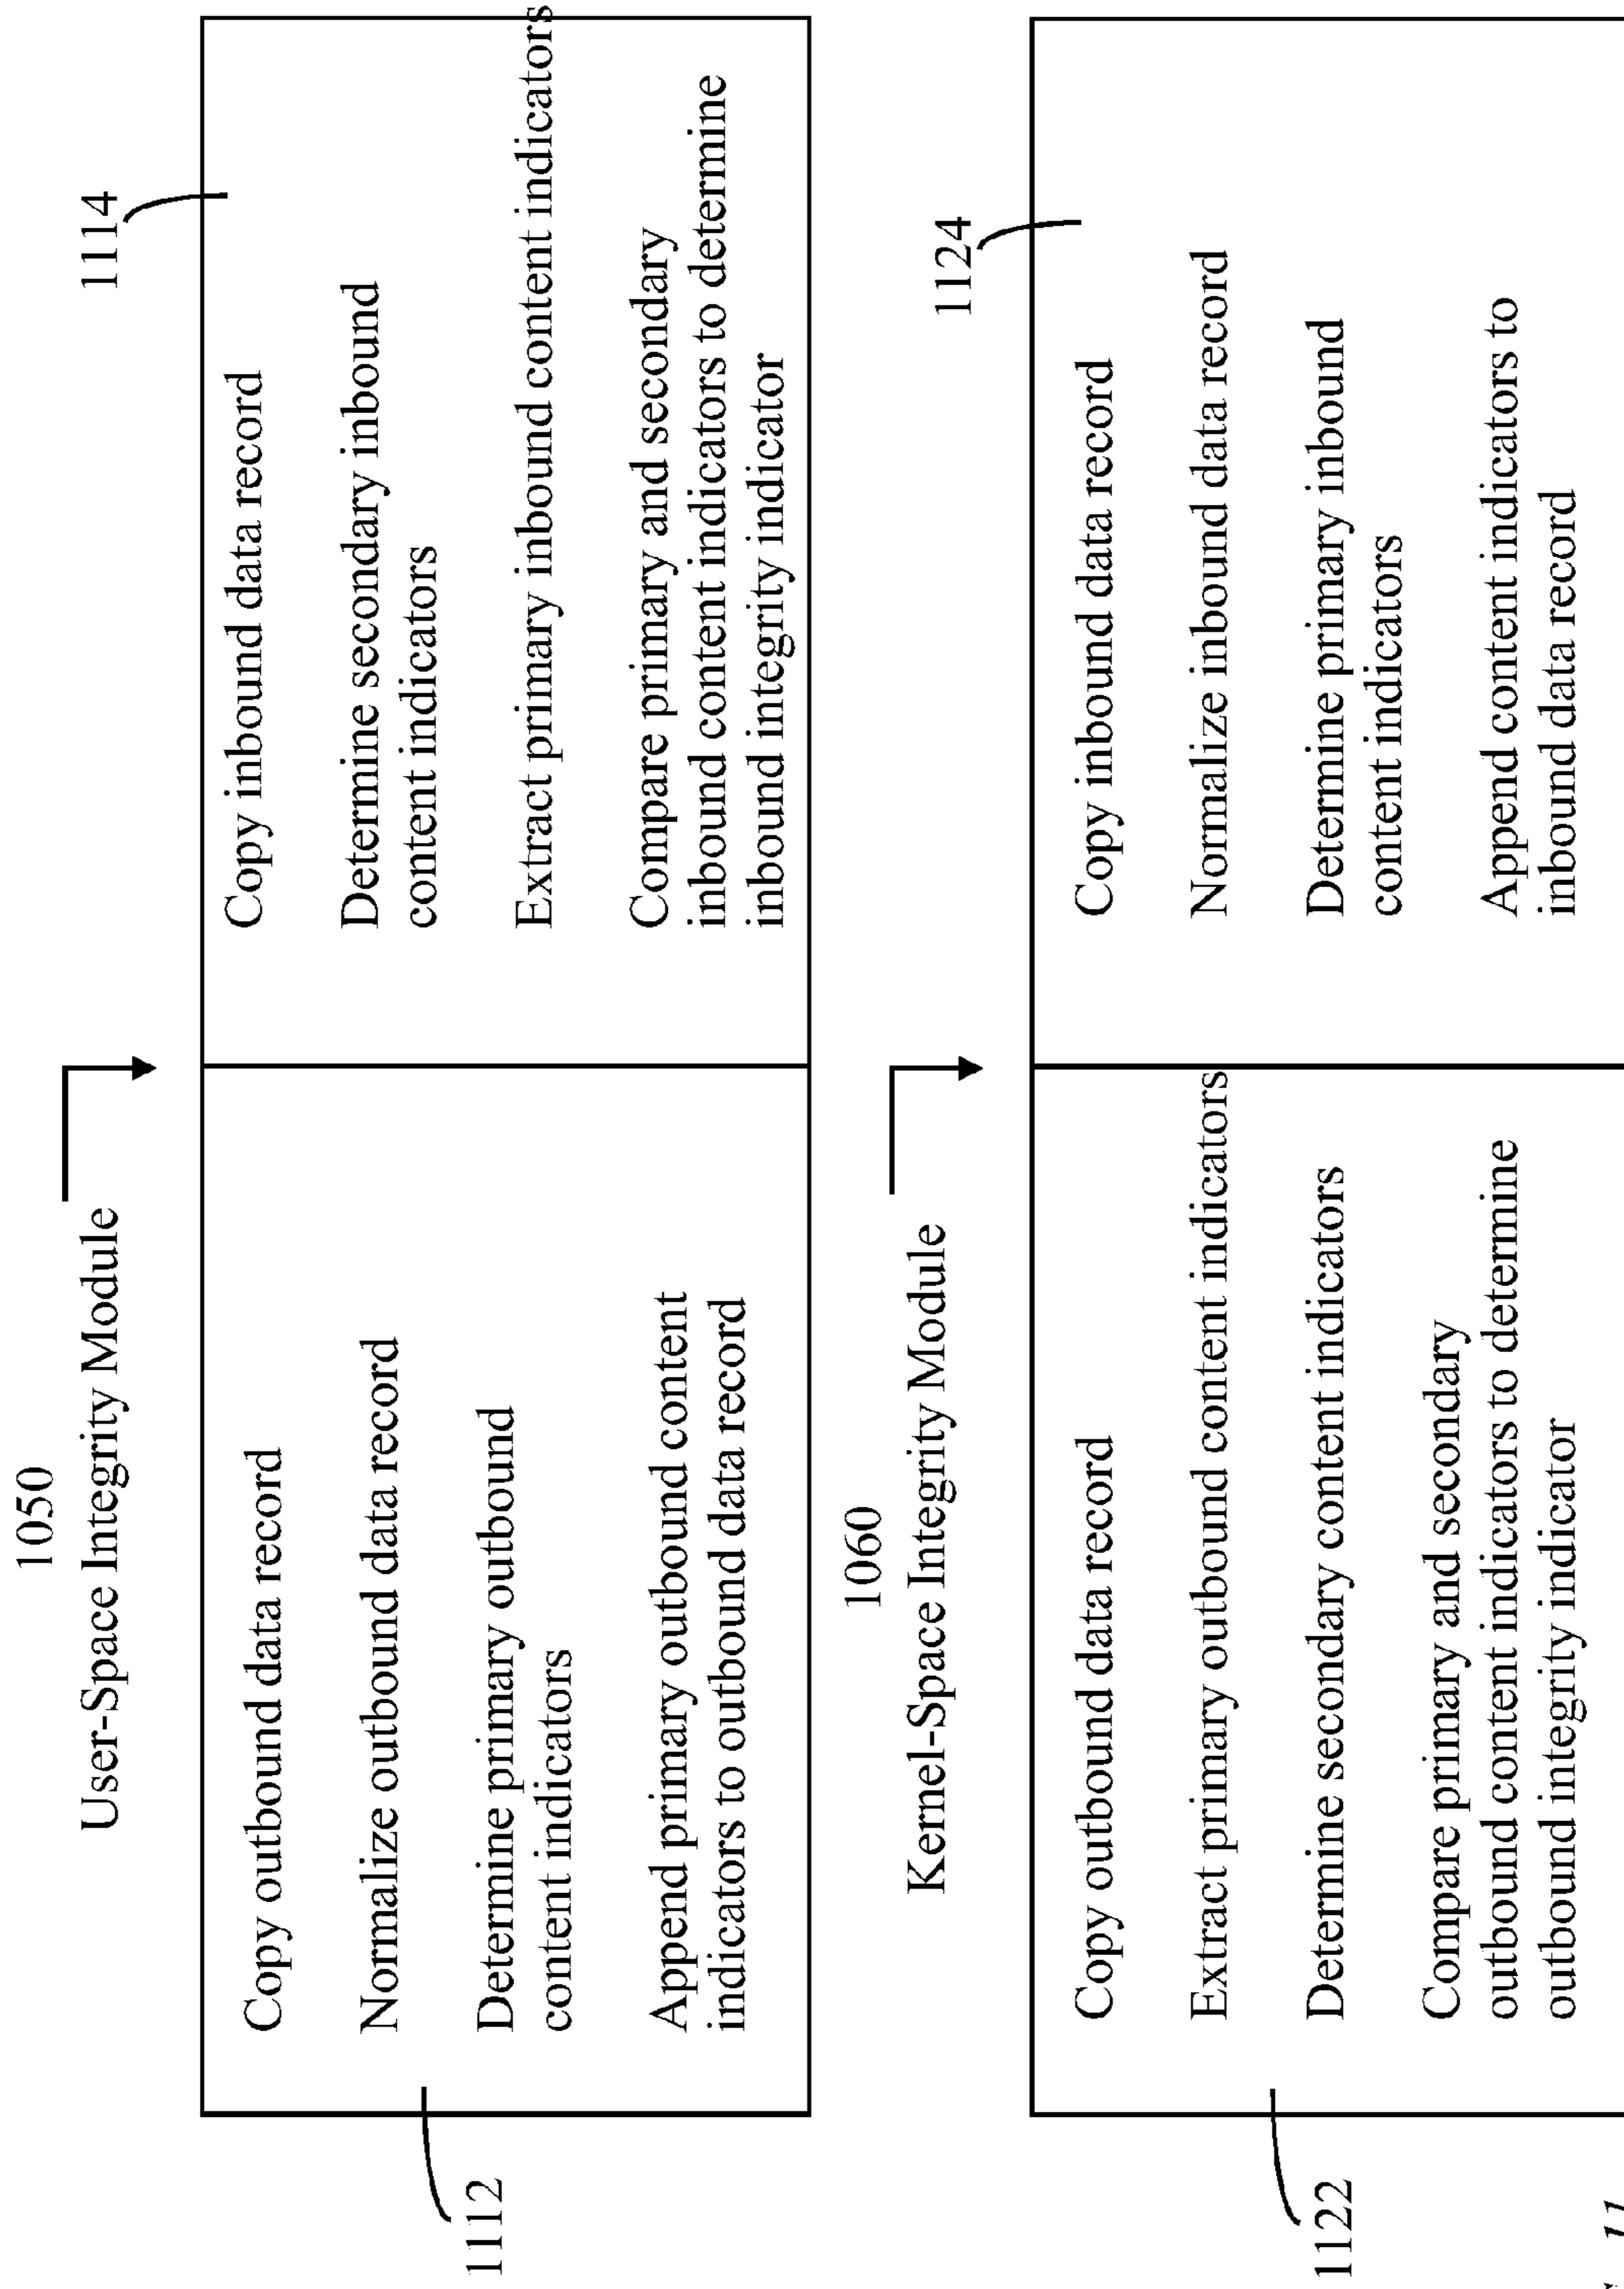 1050
User-Space Integrity Module
1112
Copy outbound data record
Normalize outbound data record
Determine primary outbound
content indicators
Append primary outbound content
indicators to outbound data record
1114
Copy inbound data record
Determine secondary inbound
content indicators
Extract primary inbound content indicators
Compare primary and secondary
inbound content indicators to determine
inbound integrity indicator
1060
Kernel-Space Integrity Module
1122
Copy outbound data record
Extract primary outbound content indicators
Determine secondary content indicators
Compare primary and secondary
outbound content indicators to determine
outbound integrity indicator
1124
Copy inbound data record
Normalize inbound data record
Determine primary inbound
content indicators
Append content indicators to
inbound data record
11